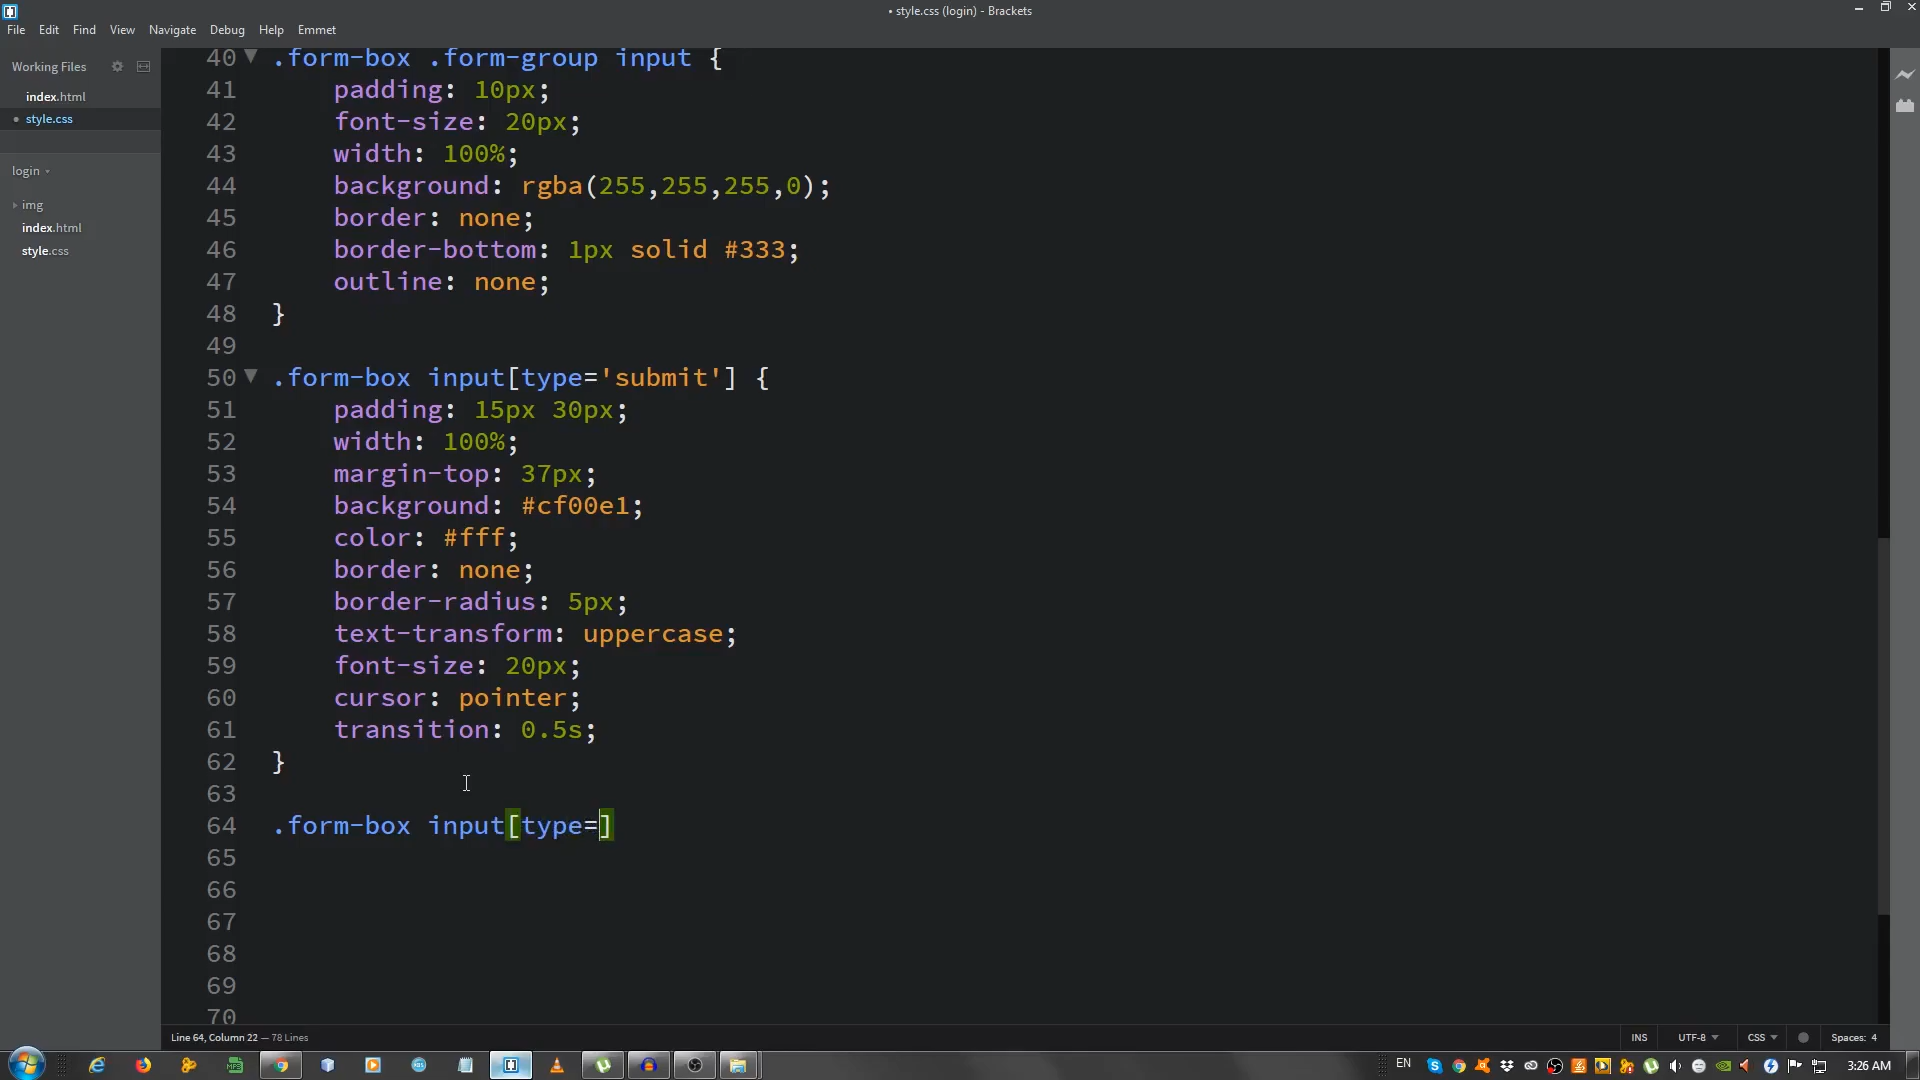 • style.css (login) - Brackets
File Edit Find View Navigate Debug Help Emmet
Working Files
index.html
• style.css
login
img
index.html
style.css
40 .form-box .form-group input {
41 padding: 10px;
42 font-size: 20px;
43 width: 100%;
44 background: rgba(255,255,255,0);
45 border: none;
46 border-bottom: 1px solid #333;
47 outline: none;
48 }
49
50 .form-box input[type='submit'] {
51 padding: 15px 30px;
52 width: 100%;
53 margin-top: 37px;
54 background: #cf00e1;
55 color: #fff;
56 border: none;
57 border-radius: 5px;
58 text-transform: uppercase;
59 font-size: 20px;
60 cursor: pointer;
61 transition: 0.5s;
62 }
63
64 .form-box input[type=]
65
66
67
68
69
70
Line 64, Column 22 — 78 Lines
INS UTF-8 CSS Spaces: 4
EN 3:26 AM